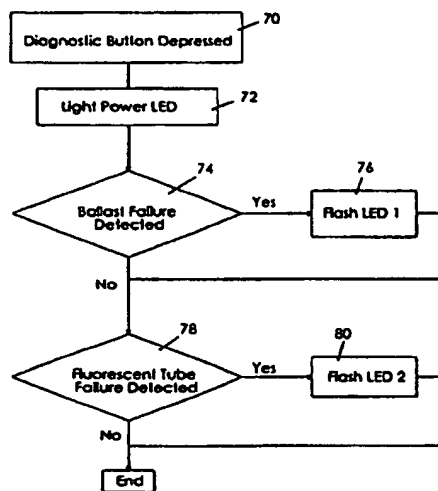 70
Diagnostic Button Depressed
72
Light Power LED
74
Ballast Failure
Detected
Yes
76
Flash LED 1
No
78
Fluorescent Tube
Failure Detected
Yes
80
Flash LED 2
No
End